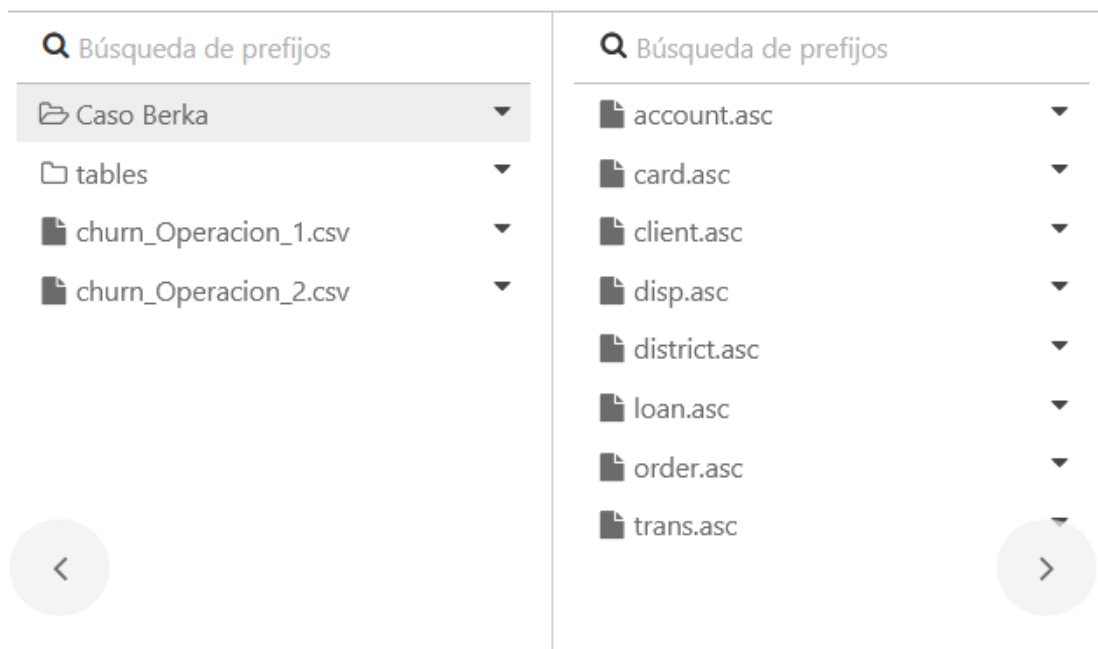 Búsqueda de prefijos
Caso Berka
tables
churn_Operacion_1.csv
churn_Operacion_2.csv
Búsqueda de prefijos
account.asc
card.asc
client.asc
disp.asc
district.asc
loan.asc
order.asc
trans.asc